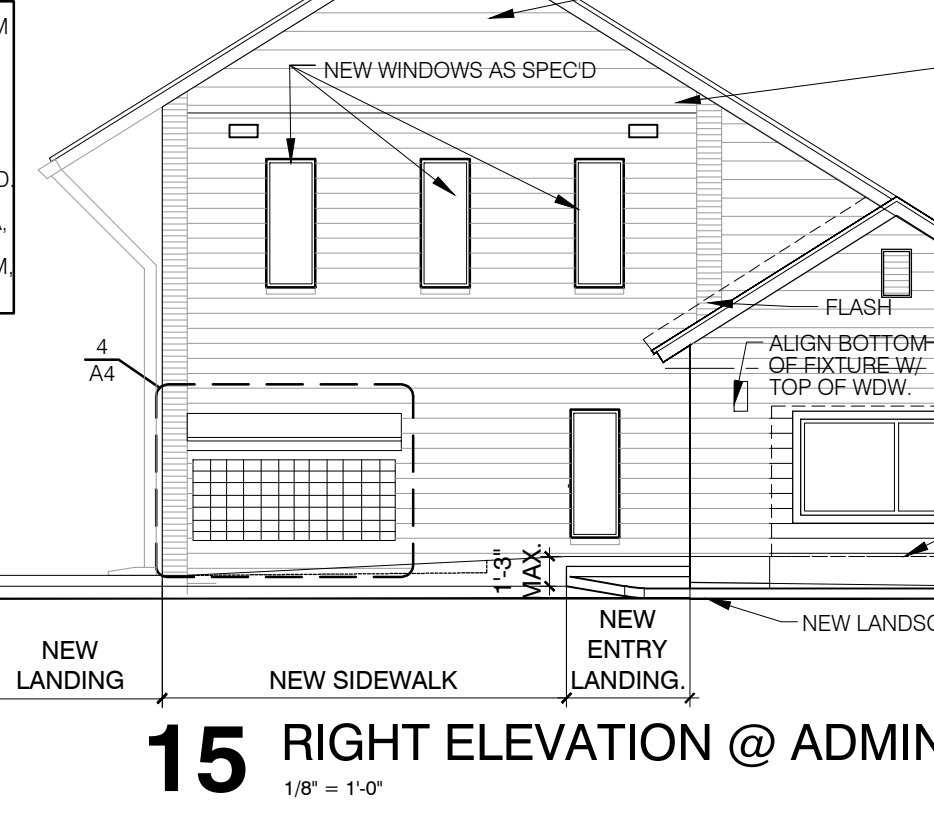 M
D.
A,
M,
NEW WINDOWS AS SPEC'D
FLASH
ALIGN BOTTOM
OF FIXTURE W/
TOP OF WDW.
4
A4
1'-3"
MAX.
NEW LANDSC
NEW
LANDING
NEW SIDEWALK
NEW
ENTRY
LANDING.
15 RIGHT ELEVATION @ ADMIN
1/8" = 1'-0"